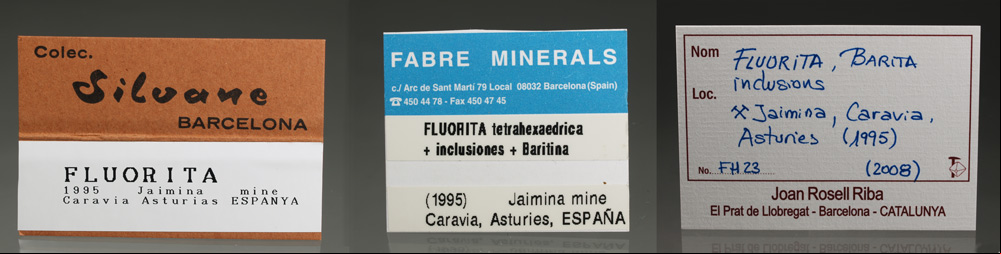 Colec.
Siluane
BARCELONA
FLUORITA
1995 Jaimina mine
Caravia Asturias ESPANYA
FABRE MINERALS
c./ Arc de Sant Martí 79 Local 08032 Barcelona (Spain)
☎ 450 44 78 - Fax 450 47 45
FLUORITA tetrahexaedrica
+ inclusiones + Baritina
(1995) Jaimina mine
Caravia, Asturies, ESPAÑA
Nom FLUORITA, BARITA
inclusions
Loc. ⚒ Jaimina, Caravia,
Asturies (1995)
No. FH23 (2008)
Joan Rosell Riba
El Prat de Llobregat - Barcelona - CATALUNYA